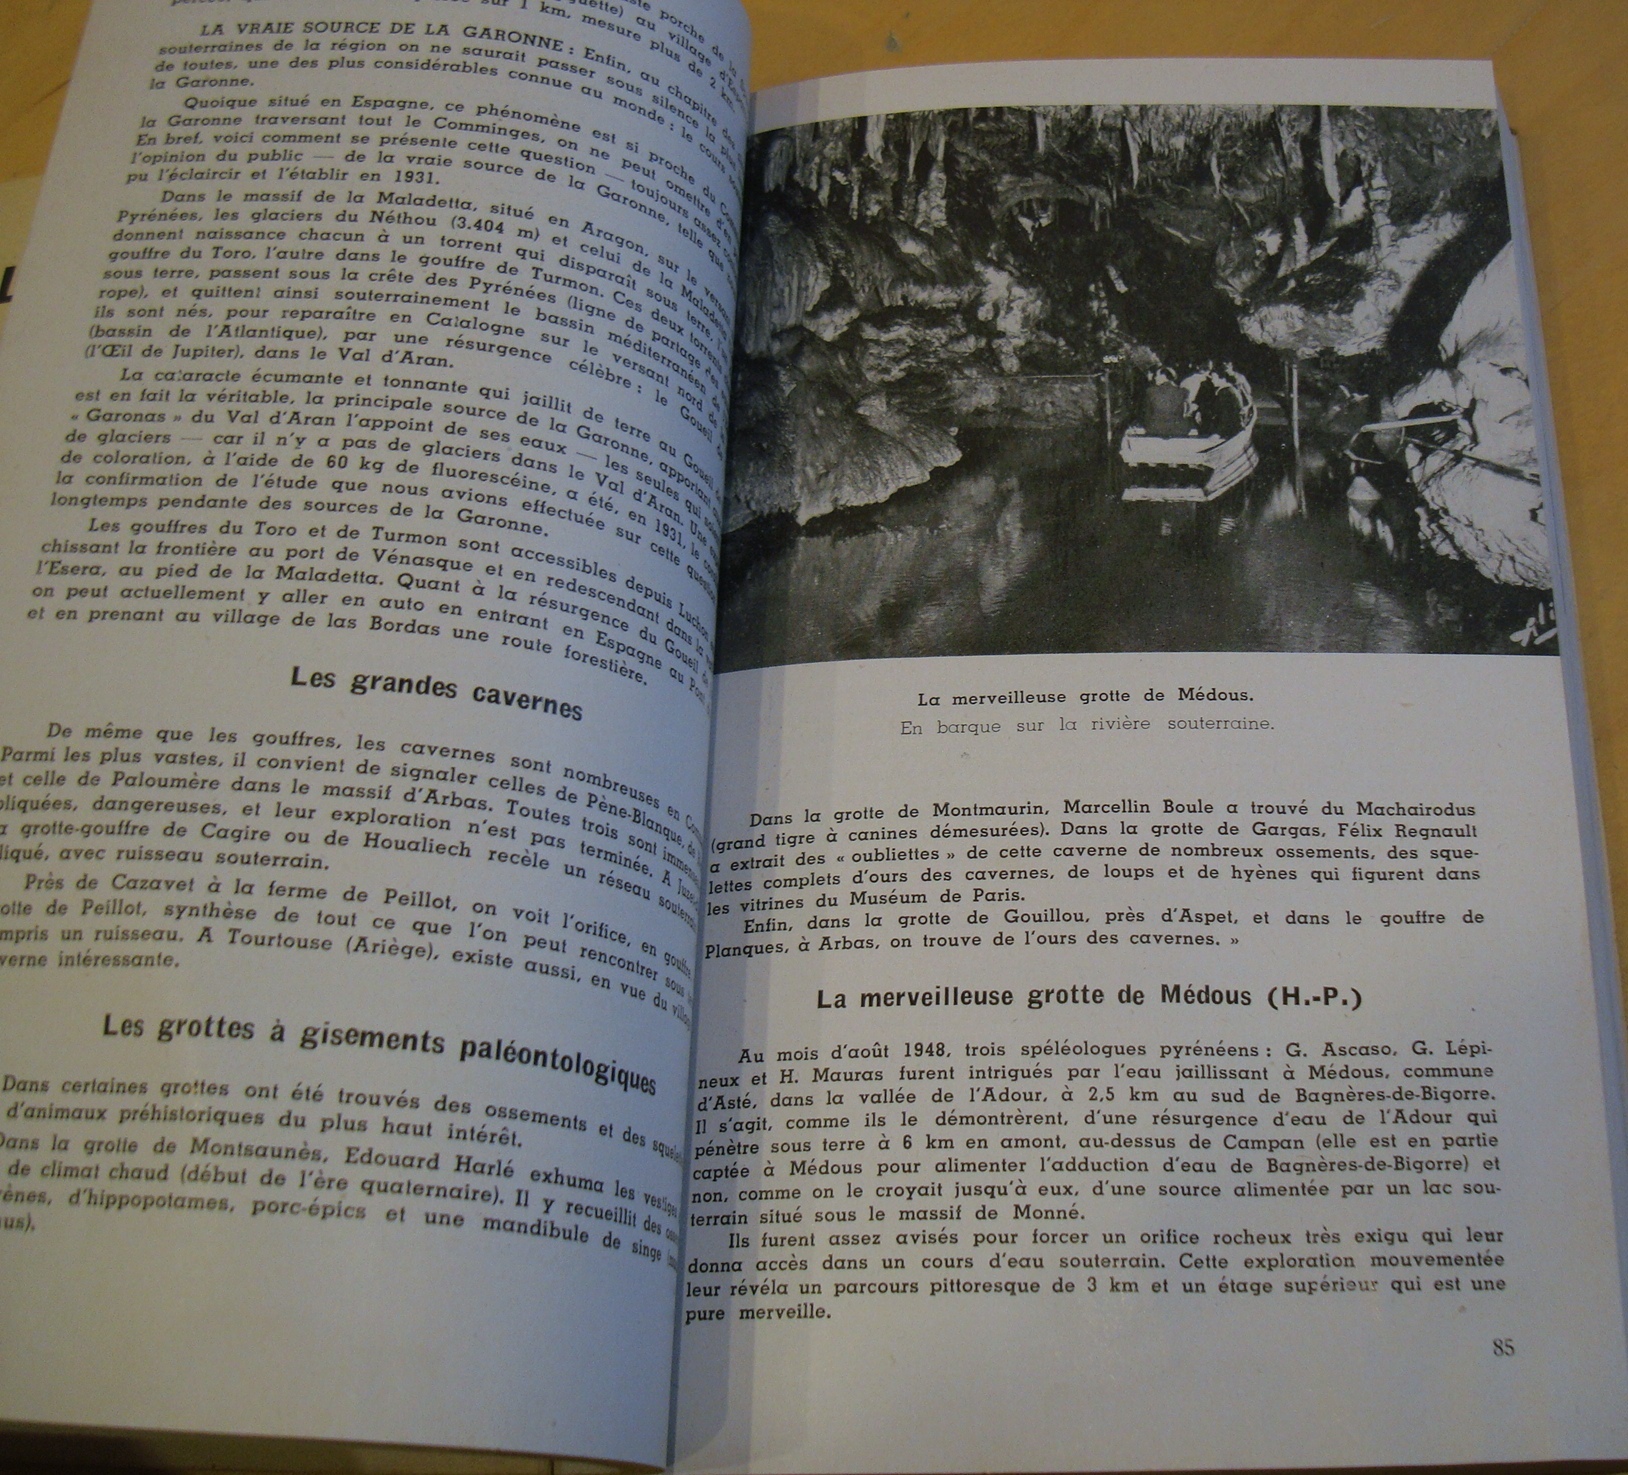 sur 1 km, mesure plus de 2 km.
LA VRAIE SOURCE DE LA GARONNE : Enfin, au chapitre des
souterraines de la région on ne saurait passer sous silence la plus
de toutes, une des plus considérables connue au monde : le cours
la Garonne.
Quoique situé en Espagne, ce phénomène est si proche du
la Garonne traversant tout le Comminges, on ne peut omettre d'en
En bref, voici comment se présente cette question — toujours assez
l'opinion du public — de la vraie source de la Garonne, telle que
pu l'éclaircir et l'établir en 1931.
Dans le massif de la Maladetta, situé en Aragon, sur le
Pyrénées, les glaciers du Néthou (3.404 m) et celui de la Maladetta
donnent naissance chacun à un torrent qui disparaît sous terre, l'un
gouffre du Toro, l'autre dans le gouffre de Turmon. Ces deux torrents
sous terre, passent sous la crête des Pyrénées (ligne de partage des
rope), et quittent ainsi souterrainement le bassin méditerranéen
ils sont nés, pour reparaître en Catalogne sur le versant nord
(bassin de l'Atlantique), par une résurgence célèbre : le Goueil
(l'Œil de Jupiter), dans le Val d'Aran.
La cataracte écumante et tonnante qui jaillit de terre au Goueil
est en fait la véritable, la principale source de la Garonne, apportant
« Garonas » du Val d'Aran l'appoint de ses eaux — les seules qui
de glaciers — car il n'y a pas de glaciers dans le Val d'Aran. Une
de coloration, à l'aide de 60 kg de fluorescéine, a été, en 1931, le
la confirmation de l'étude que nous avions effectuée sur cette question
longtemps pendante des sources de la Garonne.
Les gouffres du Toro et de Turmon sont accessibles depuis Luchon
chissant la frontière au port de Vénasque et en redescendant dans la
l'Esera, au pied de la Maladetta. Quant à la résurgence du Goueil
on peut actuellement y aller en auto en entrant en Espagne au
et en prenant au village de las Bordas une route forestière.
Les grandes cavernes
De même que les gouffres, les cavernes sont nombreuses en
Parmi les plus vastes, il convient de signaler celles de Pène-Blanque, de
et celle de Paloumère dans le massif d'Arbas. Toutes trois sont
pliquées, dangereuses, et leur exploration n'est pas terminée. A
grotte-gouffre de Cagire ou de Houaliech recèle un réseau
liqué, avec ruisseau souterrain.
Près de Cazavet à la ferme de Peillot, on voit l'orifice, en gouffre,
otte de Peillot, synthèse de tout ce que l'on peut rencontrer sous
mpris un ruisseau. A Tourtouse (Ariège), existe aussi, en vue du village
verne intéressante.
Les grottes à gisements paléontologiques
Dans certaines grottes ont été trouvés des ossements et des
d'animaux préhistoriques du plus haut intérêt.
Dans la grotte de Montsaunès, Edouard Harlé exhuma les vestiges
de climat chaud (début de l'ère quaternaire). Il y recueillit des
ènes, d'hippopotames, porc-épics et une mandibule de singe
us).
La merveilleuse grotte de Médous.
En barque sur la rivière souterraine.
Dans la grotte de Montmaurin, Marcellin Boule a trouvé du Machairodus
(grand tigre à canines démesurées). Dans la grotte de Gargas, Félix Regnault
a extrait des « oubliettes » de cette caverne de nombreux ossements, des sque-
lettes complets d'ours des cavernes, de loups et de hyènes qui figurent dans
les vitrines du Muséum de Paris.
Enfin, dans la grotte de Gouillou, près d'Aspet, et dans le gouffre de
Planques, à Arbas, on trouve de l'ours des cavernes. »
La merveilleuse grotte de Médous (H.-P.)
Au mois d'août 1948, trois spéléologues pyrénéens : G. Ascaso, G. Lépi-
neux et H. Mauras furent intrigués par l'eau jaillissant à Médous, commune
d'Asté, dans la vallée de l'Adour, à 2,5 km au sud de Bagnères-de-Bigorre.
Il s'agit, comme ils le démontrèrent, d'une résurgence d'eau de l'Adour qui
pénètre sous terre à 6 km en amont, au-dessus de Campan (elle est en partie
captée à Médous pour alimenter l'adduction d'eau de Bagnères-de-Bigorre) et
non, comme on le croyait jusqu'à eux, d'une source alimentée par un lac sou-
terrain situé sous le massif de Monné.
Ils furent assez avisés pour forcer un orifice rocheux très exigu qui leur
donna accès dans un cours d'eau souterrain. Cette exploration mouvementée
leur révéla un parcours pittoresque de 3 km et un étage supérieur qui est une
pure merveille.
85